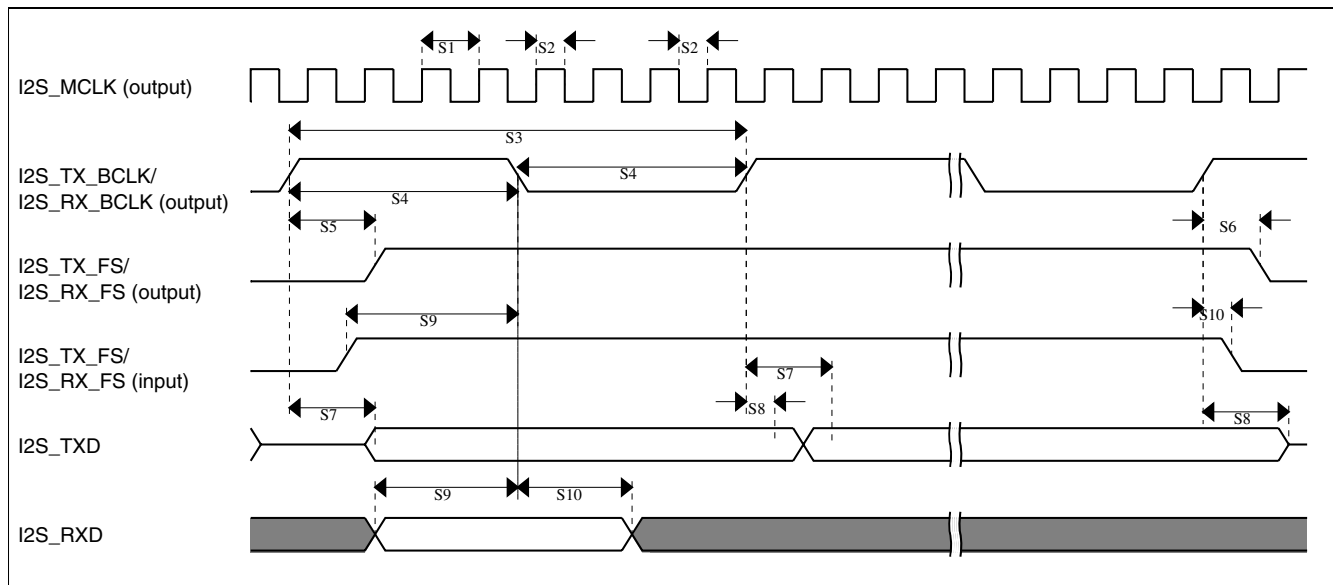 S1 S2 S2
I2S_MCLK (output)
S3
I2S_TX_BCLK/
I2S_RX_BCLK (output)
S4
S4
S5
S6
I2S_TX_FS/
I2S_RX_FS (output)
S9
S10
I2S_TX_FS/
I2S_RX_FS (input)
S7
S7
S8
S8
I2S_TXD
S9
S10
I2S_RXD